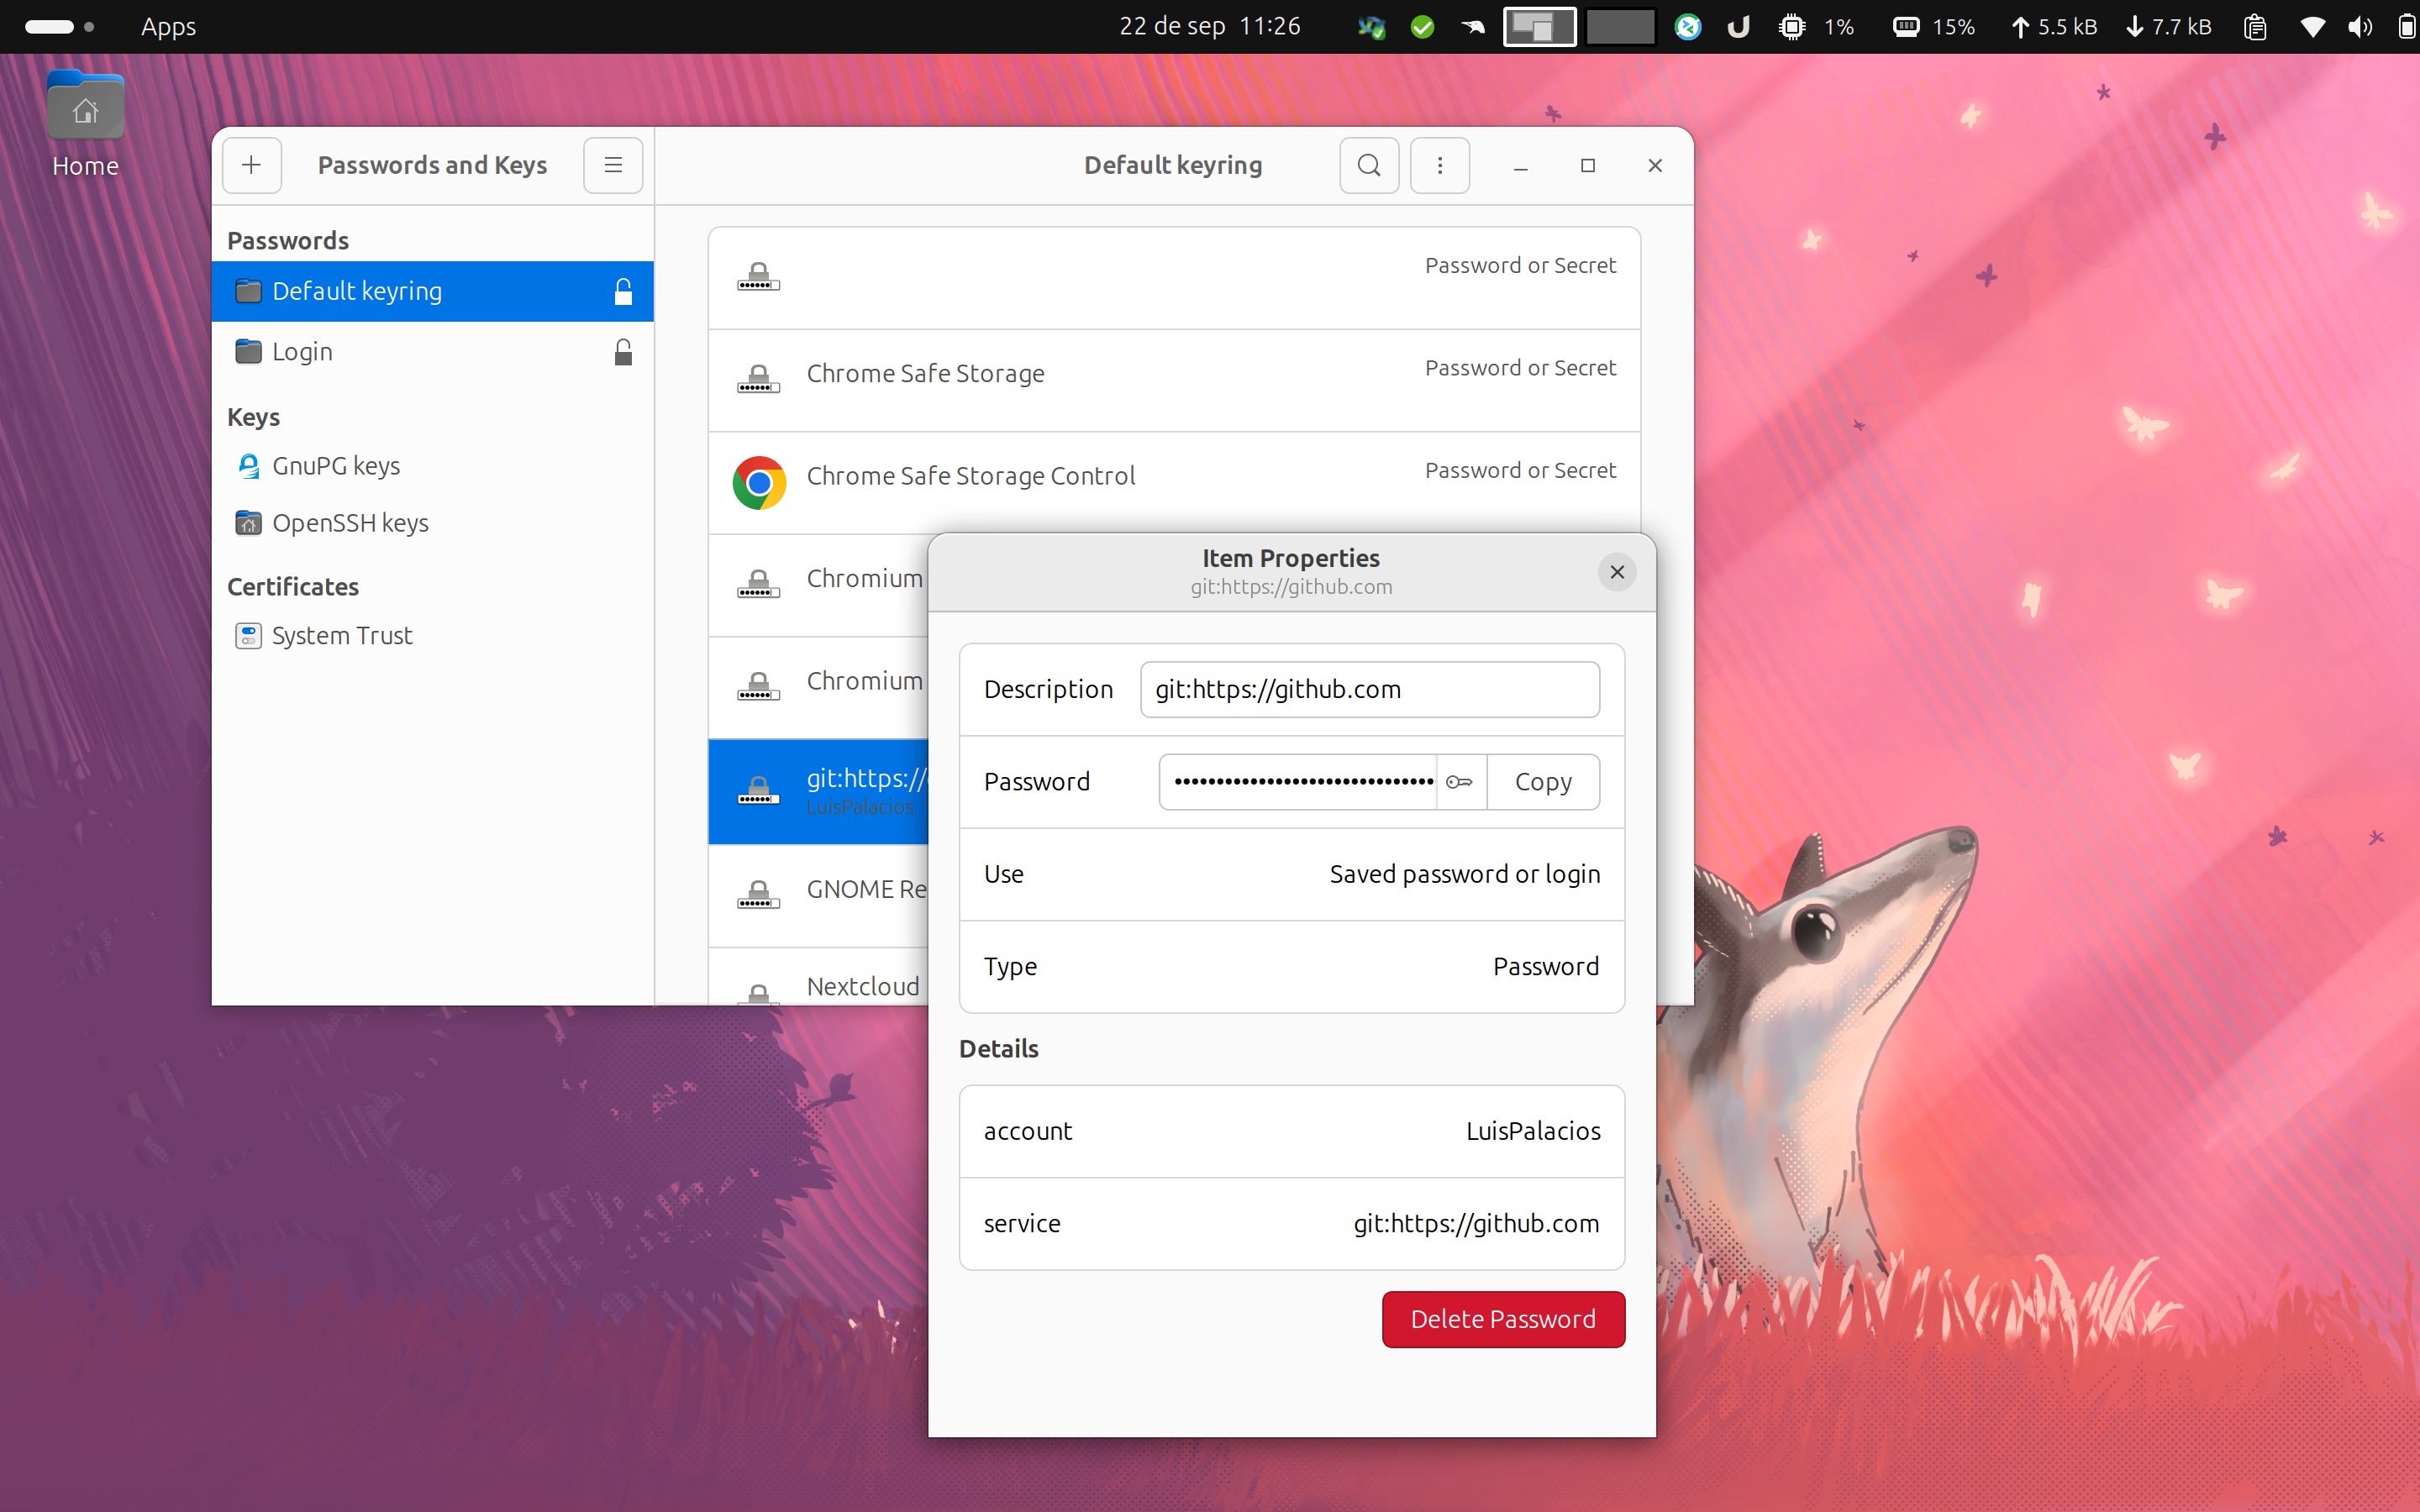 Apps
22 de sep 11:26
1%
15%
5.5 kB
7.7 kB
Home
Passwords and Keys
Default keyring
Passwords
Default keyring
Login
Keys
GnuPG keys
OpenSSH keys
Certificates
System Trust
Password or Secret
Chrome Safe Storage
Password or Secret
Chrome Safe Storage Control
Password or Secret
Chromium
Chromium
git:https://
LuisPalacios
GNOME Re
Nextcloud
Item Properties
git:https://github.com
Description
git:https://github.com
Password
Copy
Use
Saved password or login
Type
Password
Details
account
LuisPalacios
service
git:https://github.com
Delete Password